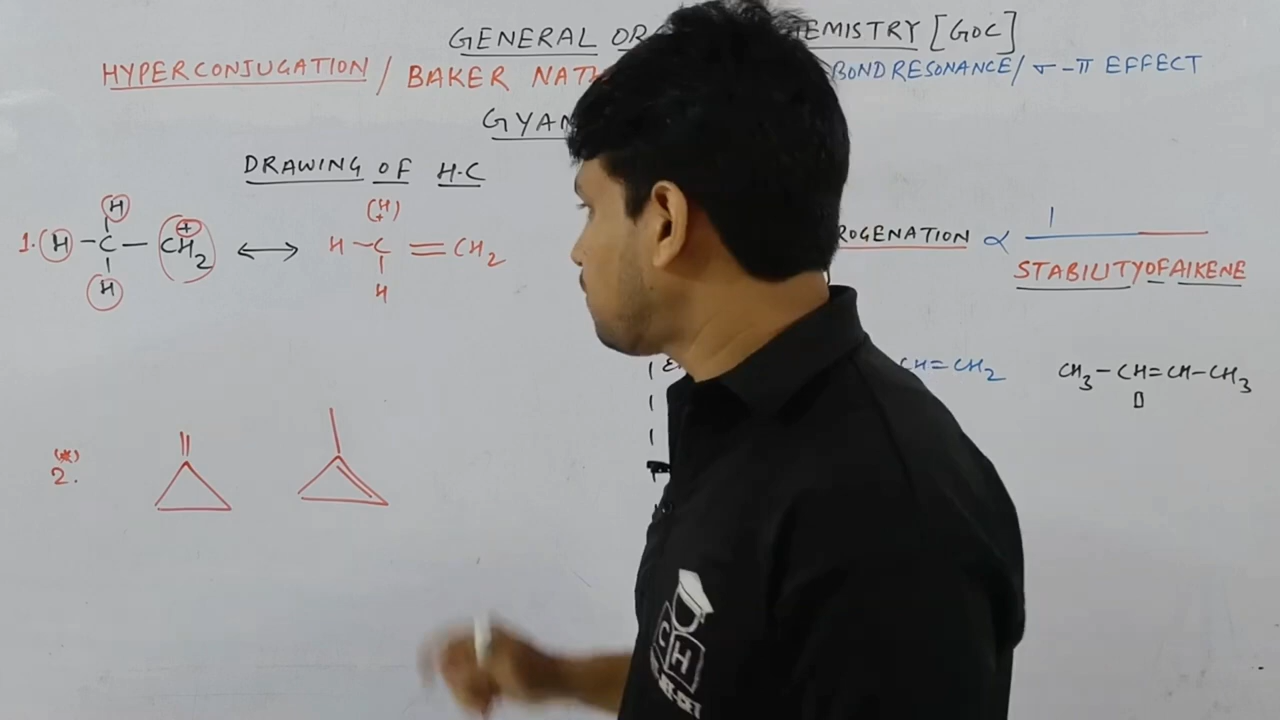 GENERAL OR EMISTRY [GOC]
HYPERCONJUGATION / BAKER NATH BOND RESONANCE / σ-π EFFECT
GYAN
DRAWING OF H.C
1. H - C - CH2 ⊕ ↔ H - C = CH2
H (H)+
H H
ROGENATION ∝ 1
STABILITY OF AlKENE
CH=CH2 CH3-CH=CH-CH3
(*)
2.
C H